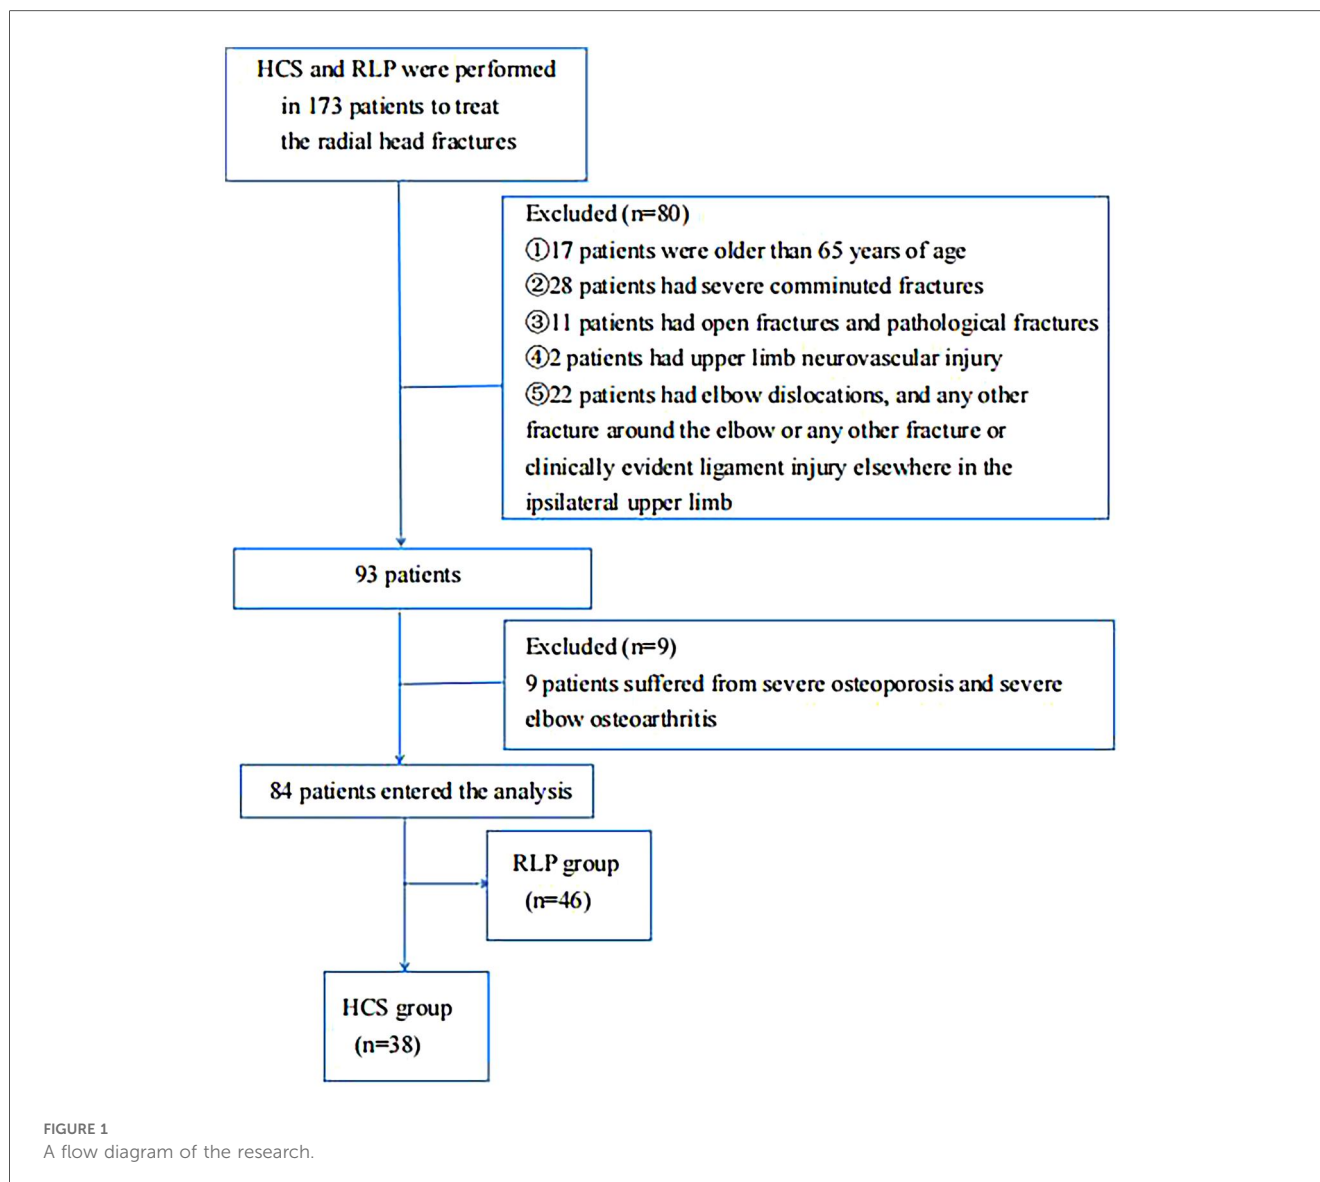 HCS and RLP were performed
in 173 patients to treat
the radial head fractures
Excluded (n=80)
①17 patients were older than 65 years of age
②28 patients had severe comminuted fractures
③11 patients had open fractures and pathological fractures
④2 patients had upper limb neurovascular injury
⑤22 patients had elbow dislocations, and any other
fracture around the elbow or any other fracture or
clinically evident ligament injury elsewhere in the
ipsilateral upper limb
93 patients
Excluded (n=9)
9 patients suffered from severe osteoporosis and severe
elbow osteoarthritis
84 patients entered the analysis
RLP group
(n=46)
HCS group
(n=38)
FIGURE 1
A flow diagram of the research.